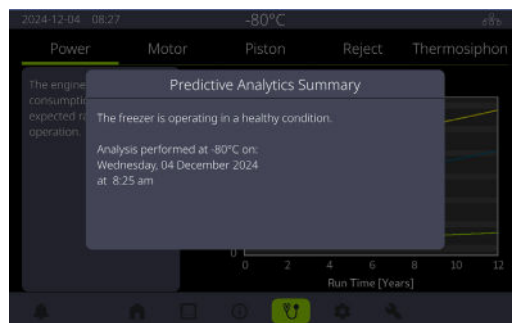 2024-12-04 08:27
-80°C
Power Motor Piston Reject Thermosiphon
Predictive Analytics Summary
The freezer is operating in a healthy condition.
Analysis performed at -80°C on:
Wednesday, 04 December 2024
at 8:25 am
The engine
expected
operation.
0
0 2 4 6 8 10 12
Run Time [Years]